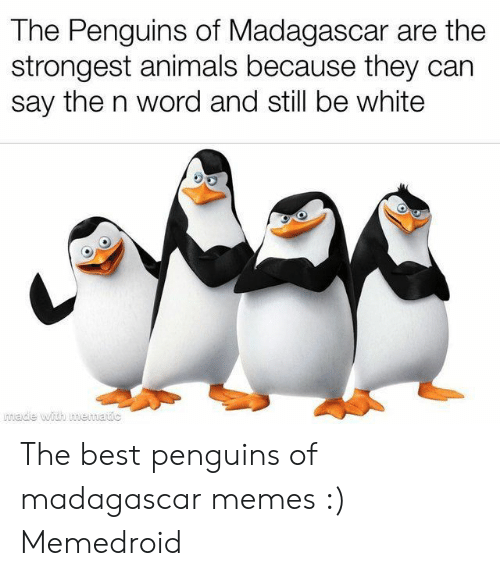 The Penguins of Madagascar are the
strongest animals because they can
say the n word and still be white
made with mematic
The best penguins of
madagascar memes :)
Memedroid